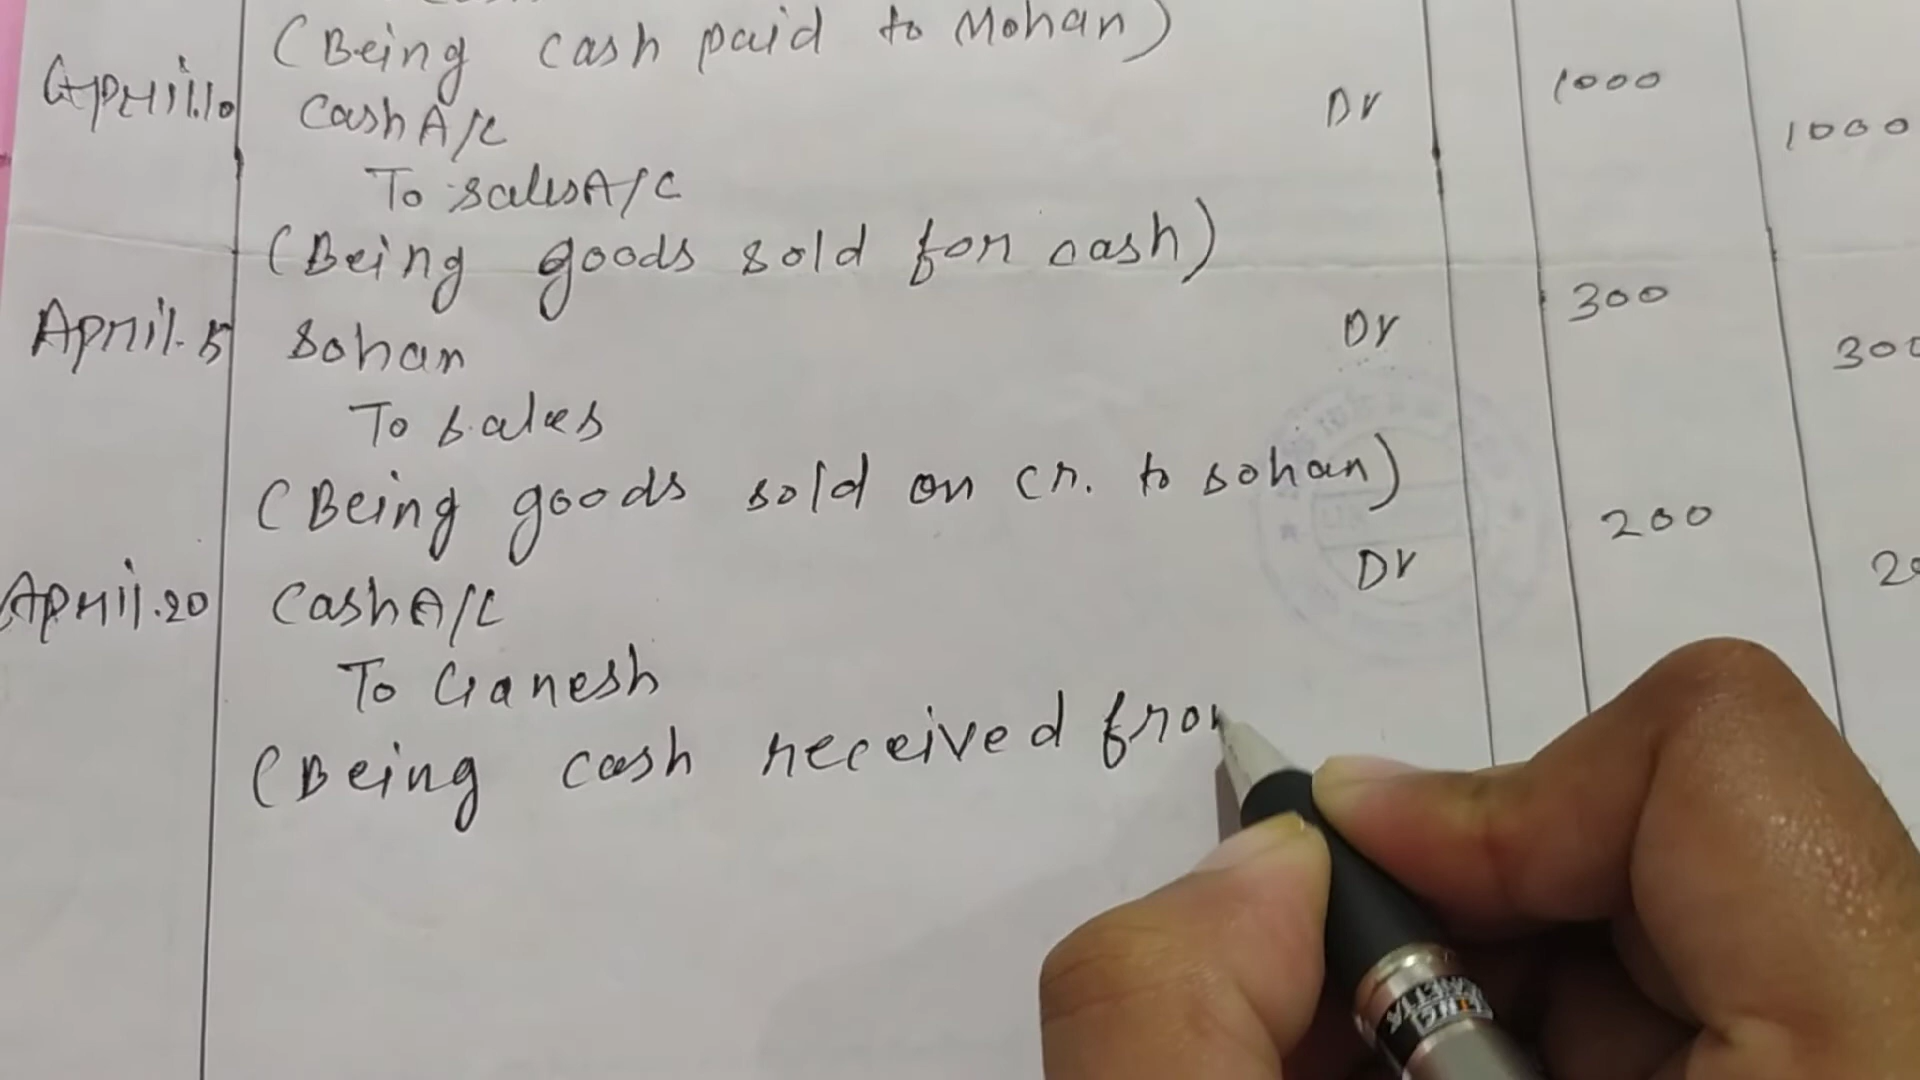 (Being cash paid to Mohan)
April.10 Cash A/C Dr 1000
To sales A/C 1000
(Being goods sold for cash)
April.5 Sohan Dr 300
To sales 300
(Being goods sold on cr. to sohan)
April.20 Cash A/C Dr 200
To Ganesh 20
(Being cash received from